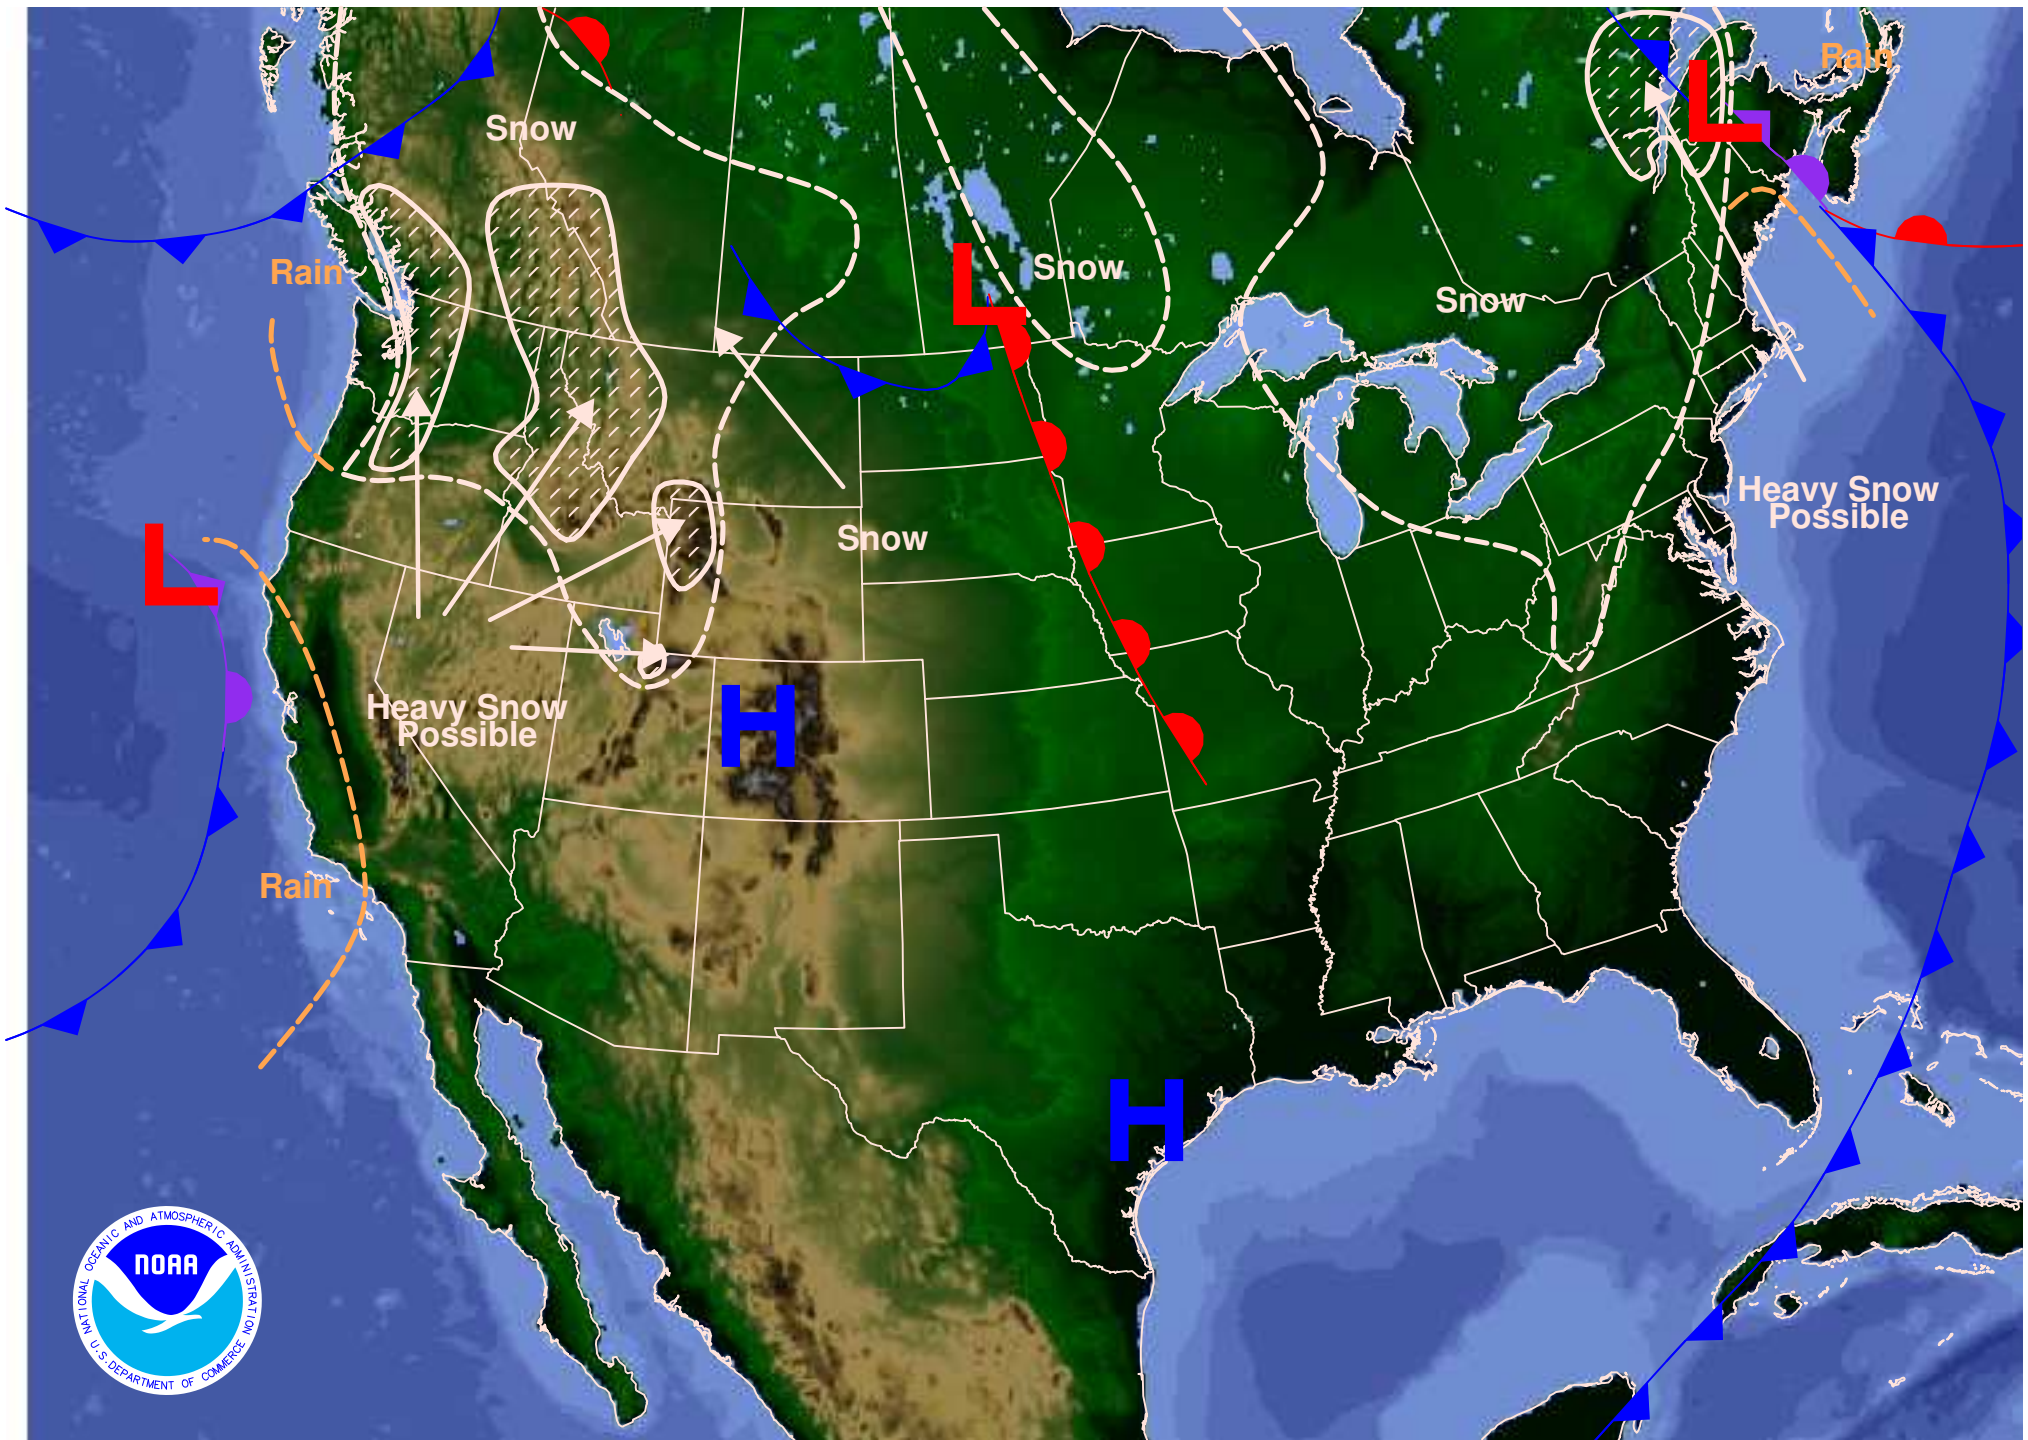 Rain
Snow
Rain
Snow
Snow
L
L
Heavy Snow
Possible
Snow
L
Heavy Snow
Possible
H
Rain
H
NATIONAL OCEANIC AND ATMOSPHERIC ADMINISTRATION
NOAA
U.S. DEPARTMENT OF COMMERCE